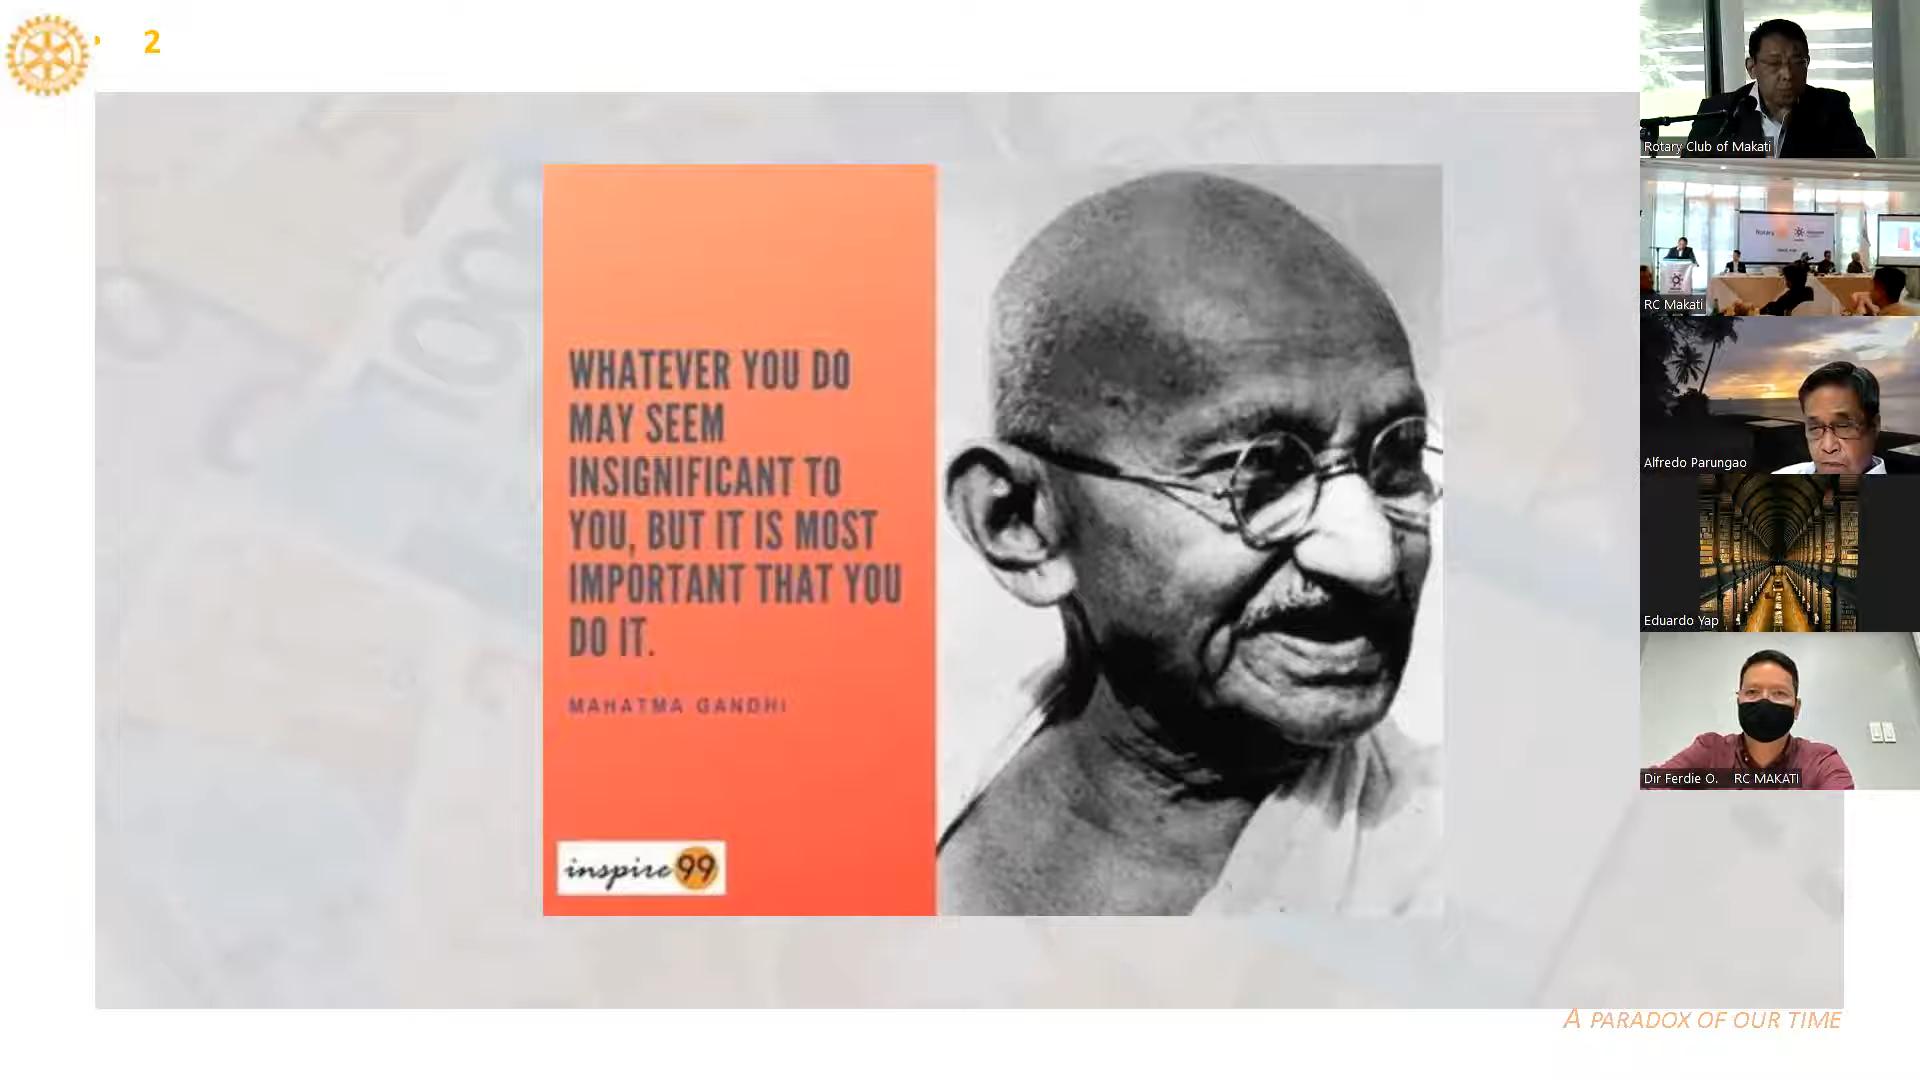 2
WHATEVER YOU DO
MAY SEEM
INSIGNIFICANT TO
YOU, BUT IT IS MOST
IMPORTANT THAT YOU
DO IT.
MAHATMA GANDHI
inspire99
A PARADOX OF OUR TIME
Rotary Club of Makati
Rotary
RC Makati
Alfredo Parungao
Eduardo Yap
Dir Ferdie O. RC MAKATI
100